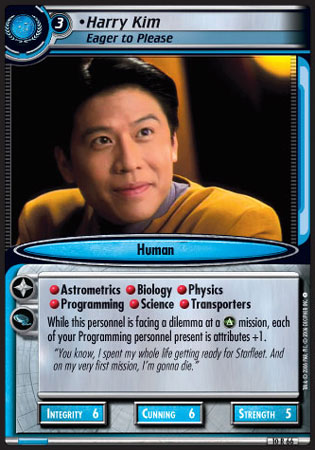 3
•Harry Kim
Eager to Please
Human
•Astrometrics •Biology •Physics
•Programming •Science •Transporters
While this personnel is facing a dilemma at a mission, each
of your Programming personnel present is attributes +1.
"You know, I spent my whole life getting ready for Starfleet. And
on my very first mission, I'm gonna die."
INTEGRITY 6 CUNNING 6 STRENGTH 5
10 R 66